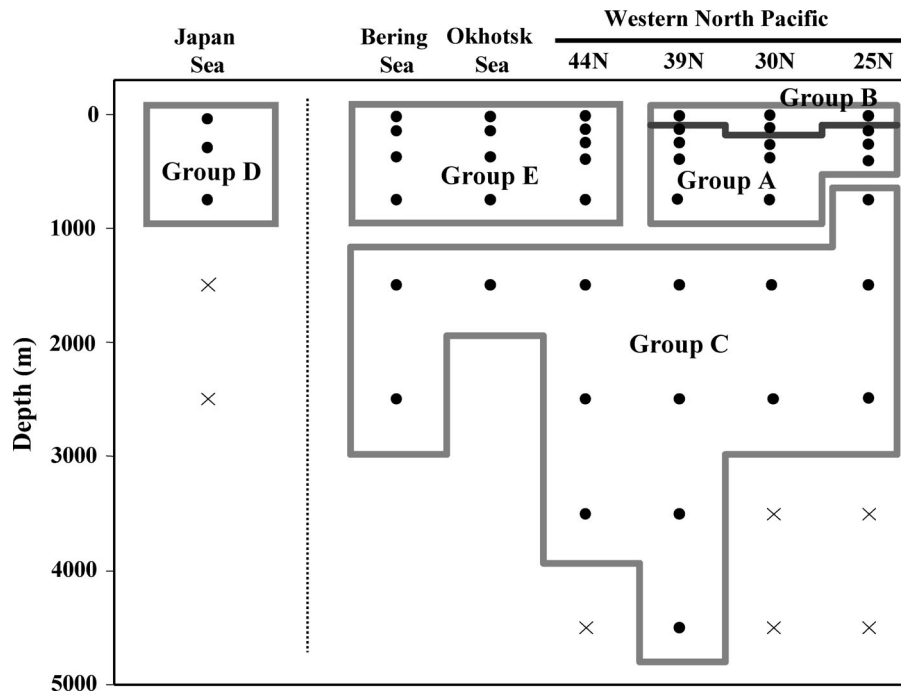 Western North Pacific
Japan Sea
Bering Sea
Okhotsk Sea
44N
39N
30N
25N
Group B
0
Group D
Group E
Group A
1000
2000
Group C
Depth (m)
3000
4000
5000